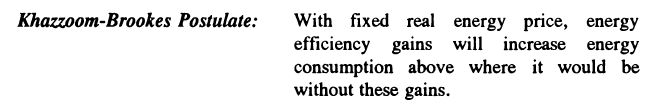 Khazzoom-Brookes Postulate: With fixed real energy price, energy
efficiency gains will increase energy
consumption above where it would be
without these gains.